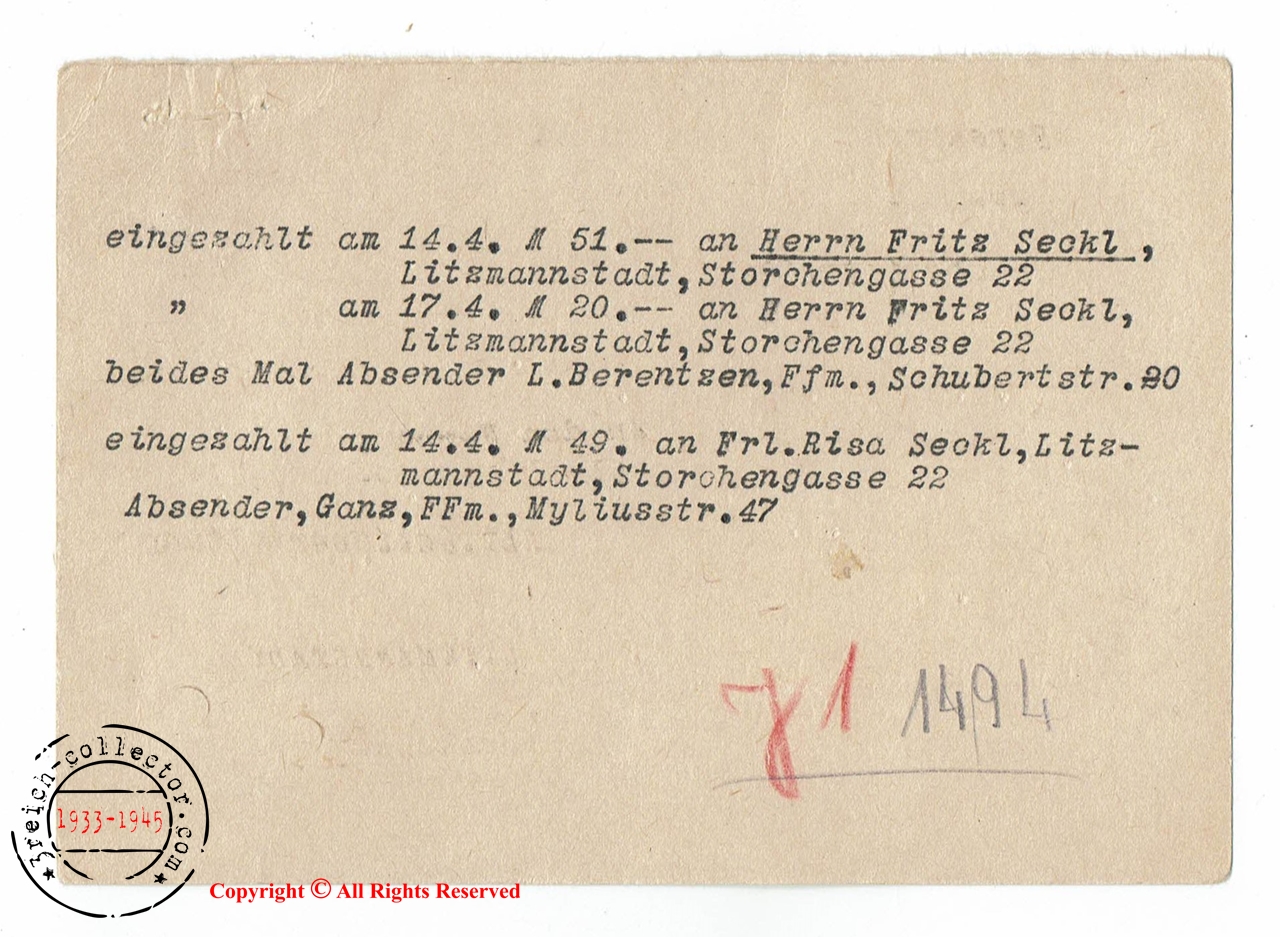 eingezahlt am 14.4. M 51.-- an Herrn Fritz Seckl,
Litzmannstadt, Storchengasse 22
" am 17.4. M 20.-- an Herrn Fritz Seckl,
Litzmannstadt, Storchengasse 22
beides Mal Absender L.Berentzen, Ffm., Schubertstr.20
eingezahlt am 14.4. M 49. an Frl.Risa Seckl, Litz-
mannstadt, Storchengasse 22
Absender, Ganz, FFm., Myliusstr.47
1 1494
3reich-collector.com
1933-1945
Copyright © All Rights Reserved